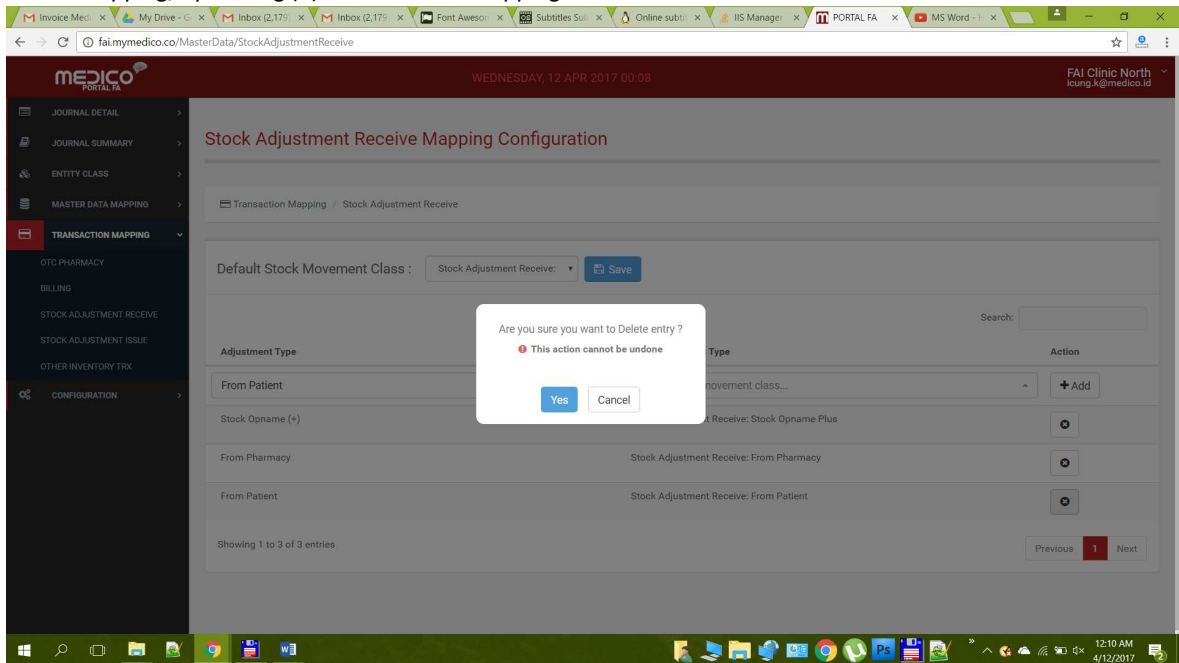 Invoice Medi
My Drive - G
Inbox (2,179
Inbox (2,179
Font Awesom
Subtitles Sul
Online subti
IIS Manager
PORTAL FA
MS Word -
fai.mymedico.co/MasterData/StockAdjustmentReceive
MEDICO
PORTAL FA
WEDNESDAY, 12 APR 2017 00:08
FAI Clinic North
icung.k@medico.id
JOURNAL DETAIL
JOURNAL SUMMARY
ENTITY CLASS
MASTER DATA MAPPING
TRANSACTION MAPPING
OTC PHARMACY
BILLING
STOCK ADJUSTMENT RECEIVE
STOCK ADJUSTMENT ISSUE
OTHER INVENTORY TRX
CONFIGURATION
Stock Adjustment Receive Mapping Configuration
Transaction Mapping / Stock Adjustment Receive
Default Stock Movement Class : Stock Adjustment Receive: Save
Search:
Are you sure you want to Delete entry ?
This action cannot be undone
Yes Cancel
Adjustment Type Type Action
From Patient movement class... Add
Stock Opname (+) t Receive: Stock Opname Plus
From Pharmacy Stock Adjustment Receive: From Pharmacy
From Patient Stock Adjustment Receive: From Patient
Showing 1 to 3 of 3 entries
Previous 1 Next
Ps
12:10 AM
4/12/2017
2